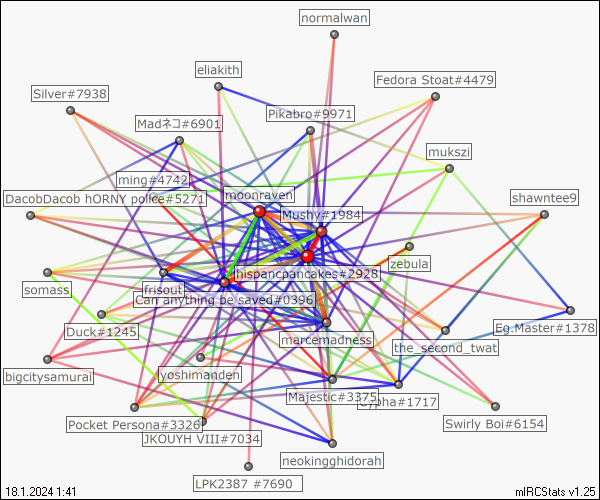 normalwan
eliakith
Fedora Stoat#4479
Silver#7938
Pikabro#9971
Madネコ#6901
mukszi
ming#4742
DacobDacob hORNY police#5271
moonraven
shawntee9
Mushy#1984
zebula
hispanicpancakes#2928
somass
frisout
Can anything be saved#0396
Duck#1245
marcemadness
Eg.Master#1378
the_second_twat
bigcitysamurai
yoshimanden
Majestic#3375
Sypha#1717
Pocket Persona#3326
Swirly Boi#6154
JKOUYH VIII#7034
neokingghidorah
LPK2387 #7690
18.1.2024 1:41
mIRCStats v1.25